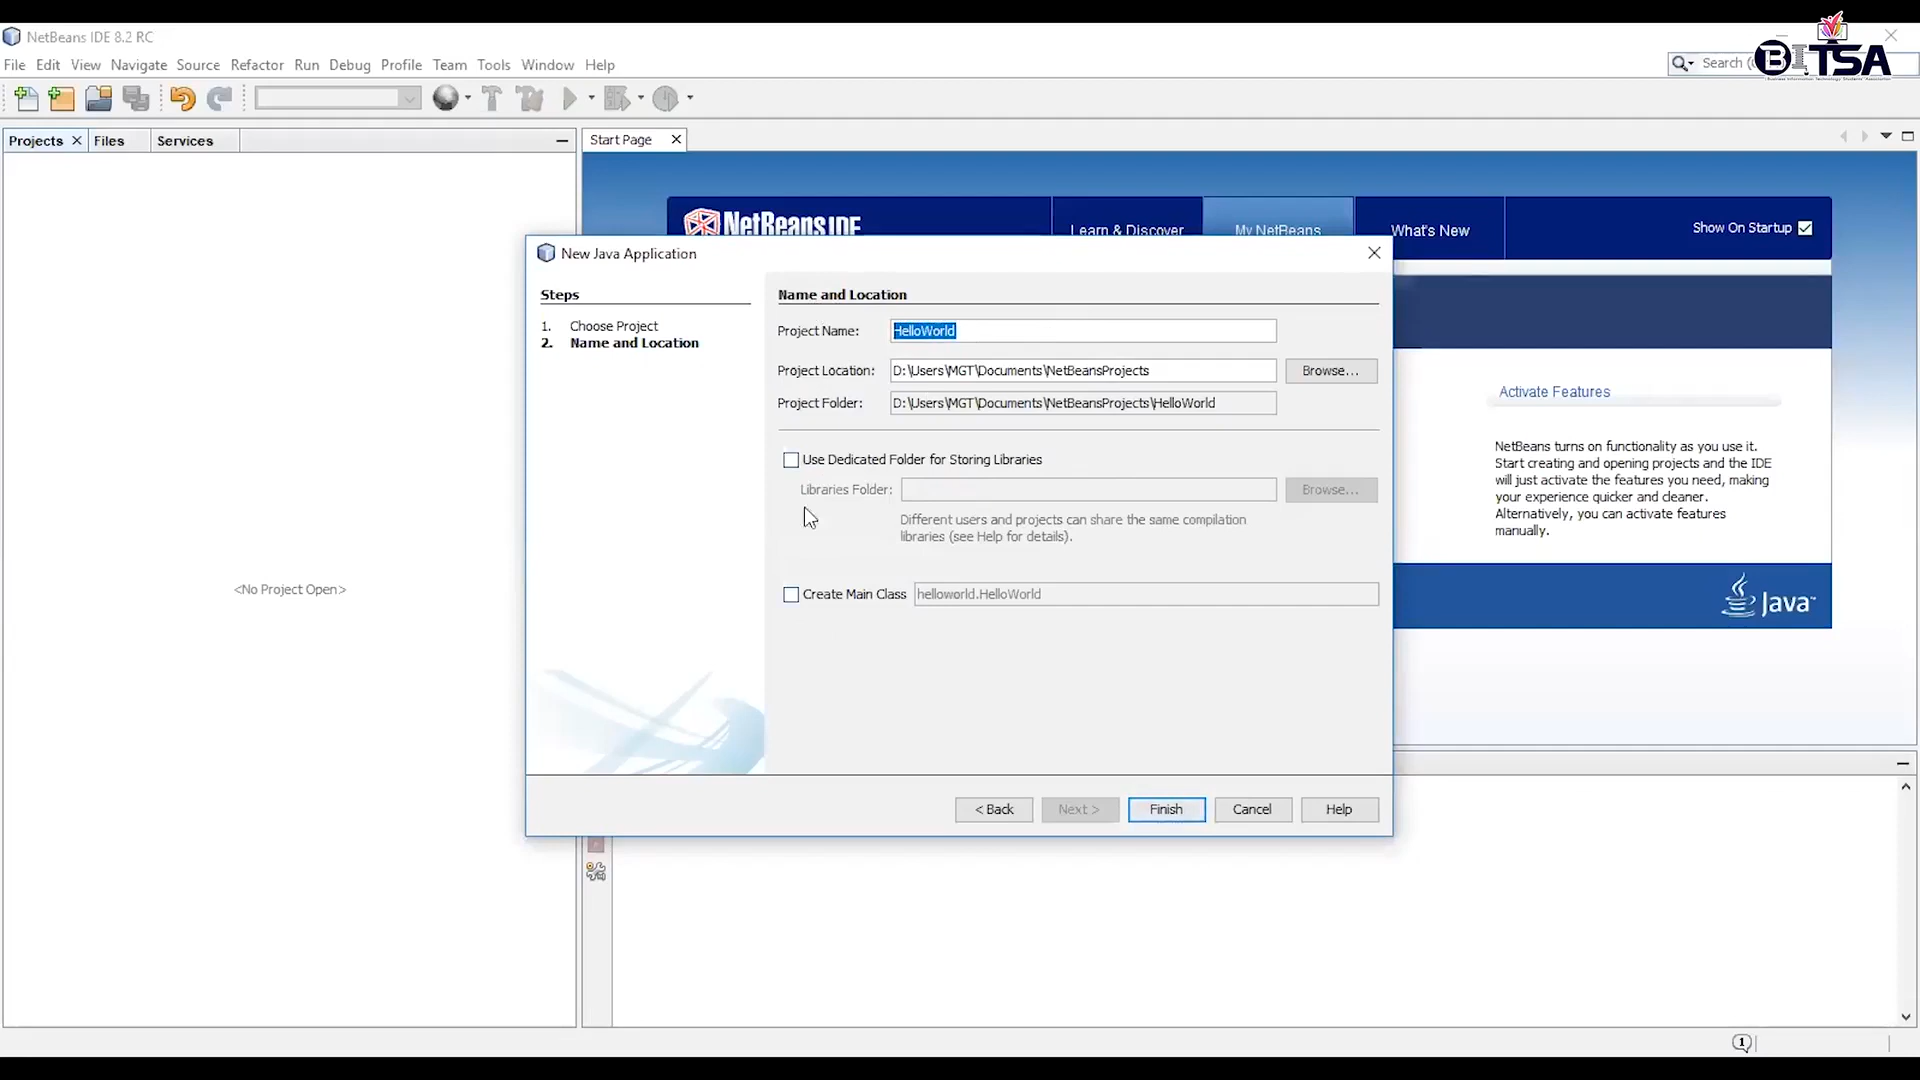 NetBeans IDE 8.2 RC
File Edit View Navigate Source Refactor Run Debug Profile Team Tools Window Help
Search (
BITSA
Projects Files Services
Start Page
NetBeans IDE
Learn & Discover My NetBeans What's New Show On Startup
New Java Application
Steps
1. Choose Project
2. Name and Location
Name and Location
Project Name: HelloWorld
Project Location: D:\Users\MGT\Documents\NetBeansProjects Browse...
Project Folder: D:\Users\MGT\Documents\NetBeansProjects\HelloWorld
Use Dedicated Folder for Storing Libraries
Libraries Folder: Browse...
Different users and projects can share the same compilation
libraries (see Help for details).
Create Main Class helloworld.HelloWorld
< Back Next > Finish Cancel Help
<No Project Open>
Activate Features
NetBeans turns on functionality as you use it.
Start creating and opening projects and the IDE
will just activate the features you need, making
your experience quicker and cleaner.
Alternatively, you can activate features
manually.
Java™
1